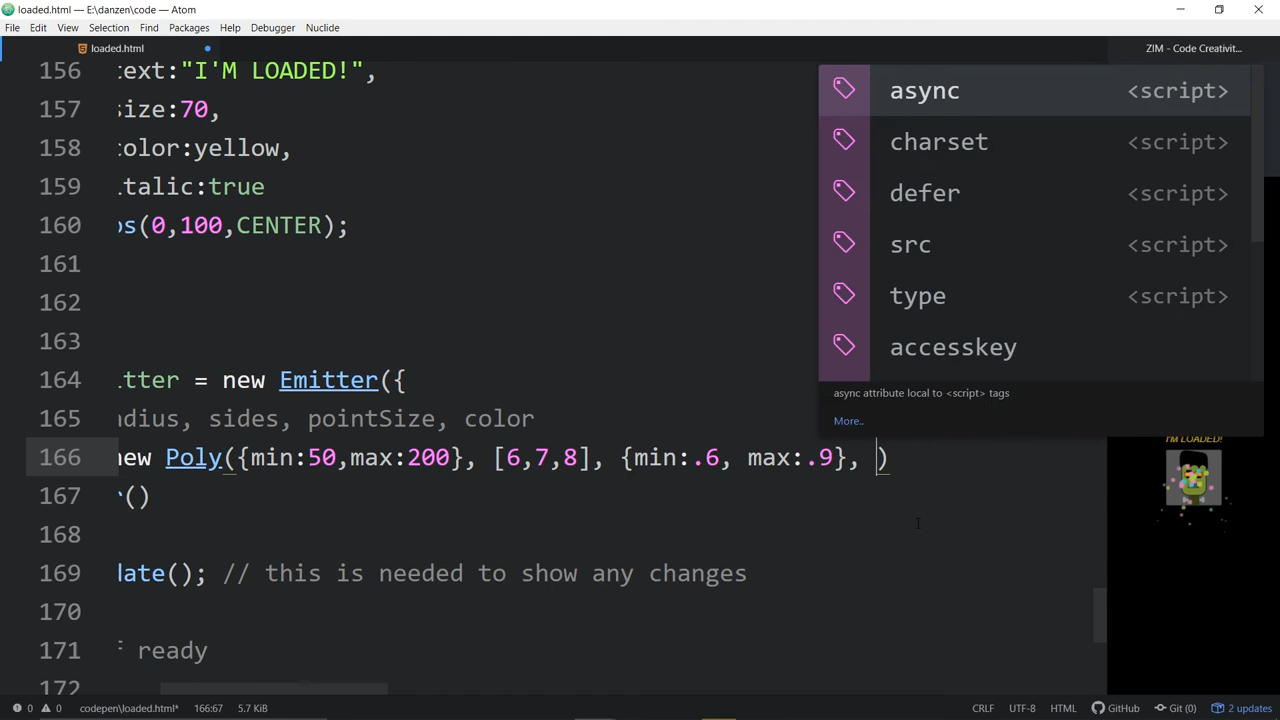 loaded.html — E:\danzen\code — Atom
File Edit View Selection Find Packages Help Debugger Nuclide
loaded.html
ZIM - Code Creativit...
156 :ext:"I'M LOADED!",
157 size:70,
158 color:yellow,
159 italic:true
160 os(0,100,CENTER);
161
162
163
164 itter = new Emitter({
165 adius, sides, pointSize, color
166 new Poly({min:50,max:200}, [6,7,8], {min:.6, max:.9}, )
167 r()
168
169 date(); // this is needed to show any changes
170
171 f ready
172
async <script>
charset <script>
defer <script>
src <script>
type <script>
accesskey
async attribute local to <script> tags
More..
I'M LOADED!
0 0 codepen\loaded.html* 166:67 5.7 KiB CRLF UTF-8 HTML GitHub Git (0) 2 updates